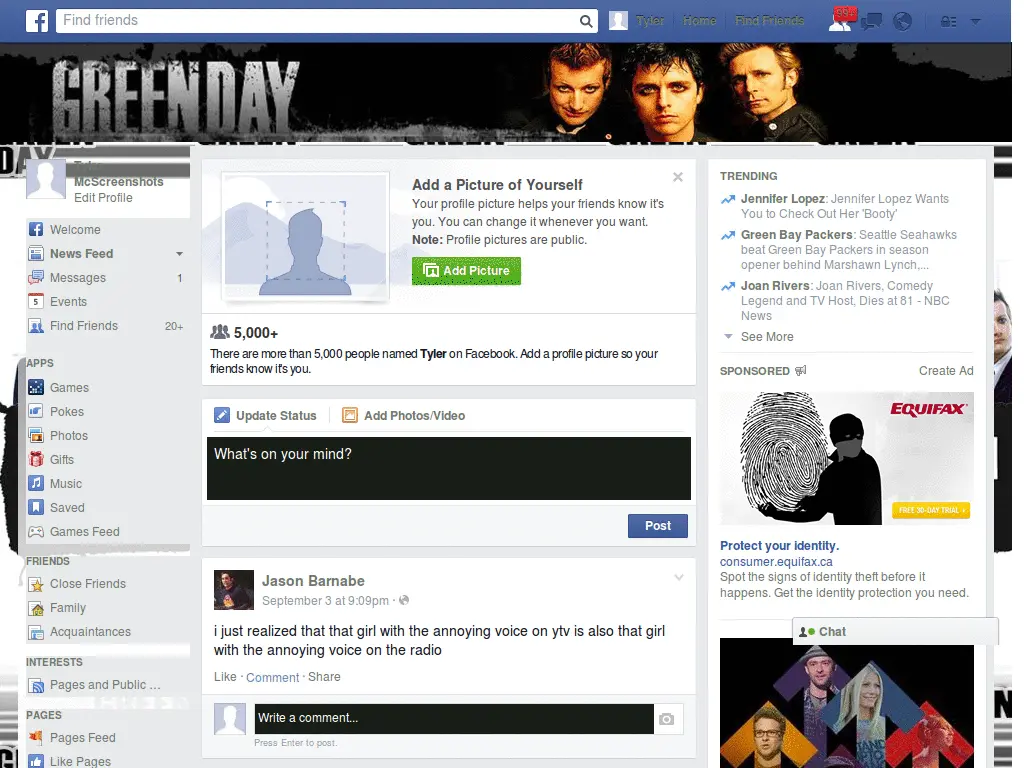 Find friends
Tyler
Home
Find Friends
99+
GREEN DAY
Tyler
McScreenshots
Edit Profile
Welcome
News Feed
Messages 1
5 Events
Find Friends 20+
APPS
Games
Pokes
Photos
Gifts
Music
Saved
Games Feed
FRIENDS
Close Friends
Family
Acquaintances
INTERESTS
Pages and Public ...
PAGES
Pages Feed
Like Pages
Add a Picture of Yourself
Your profile picture helps your friends know it's
you. You can change it whenever you want.
Note: Profile pictures are public.
Add Picture
5,000+
There are more than 5,000 people named Tyler on Facebook. Add a profile picture so your
friends know it's you.
Update Status
Add Photos/Video
What's on your mind?
Post
Jason Barnabe
September 3 at 9:09pm ·
i just realized that that girl with the annoying voice on ytv is also that girl
with the annoying voice on the radio
Like · Comment · Share
Write a comment...
Press Enter to post.
TRENDING
Jennifer Lopez: Jennifer Lopez Wants
You to Check Out Her 'Booty'
Green Bay Packers: Seattle Seahawks
beat Green Bay Packers in season
opener behind Marshawn Lynch,...
Joan Rivers: Joan Rivers, Comedy
Legend and TV Host, Dies at 81 - NBC
News
See More
SPONSORED
Create Ad
EQUIFAX
FREE 30-DAY TRIAL ›
Protect your identity.
consumer.equifax.ca
Spot the signs of identity theft before it
happens. Get the identity protection you need.
Chat
STAND
UP TO